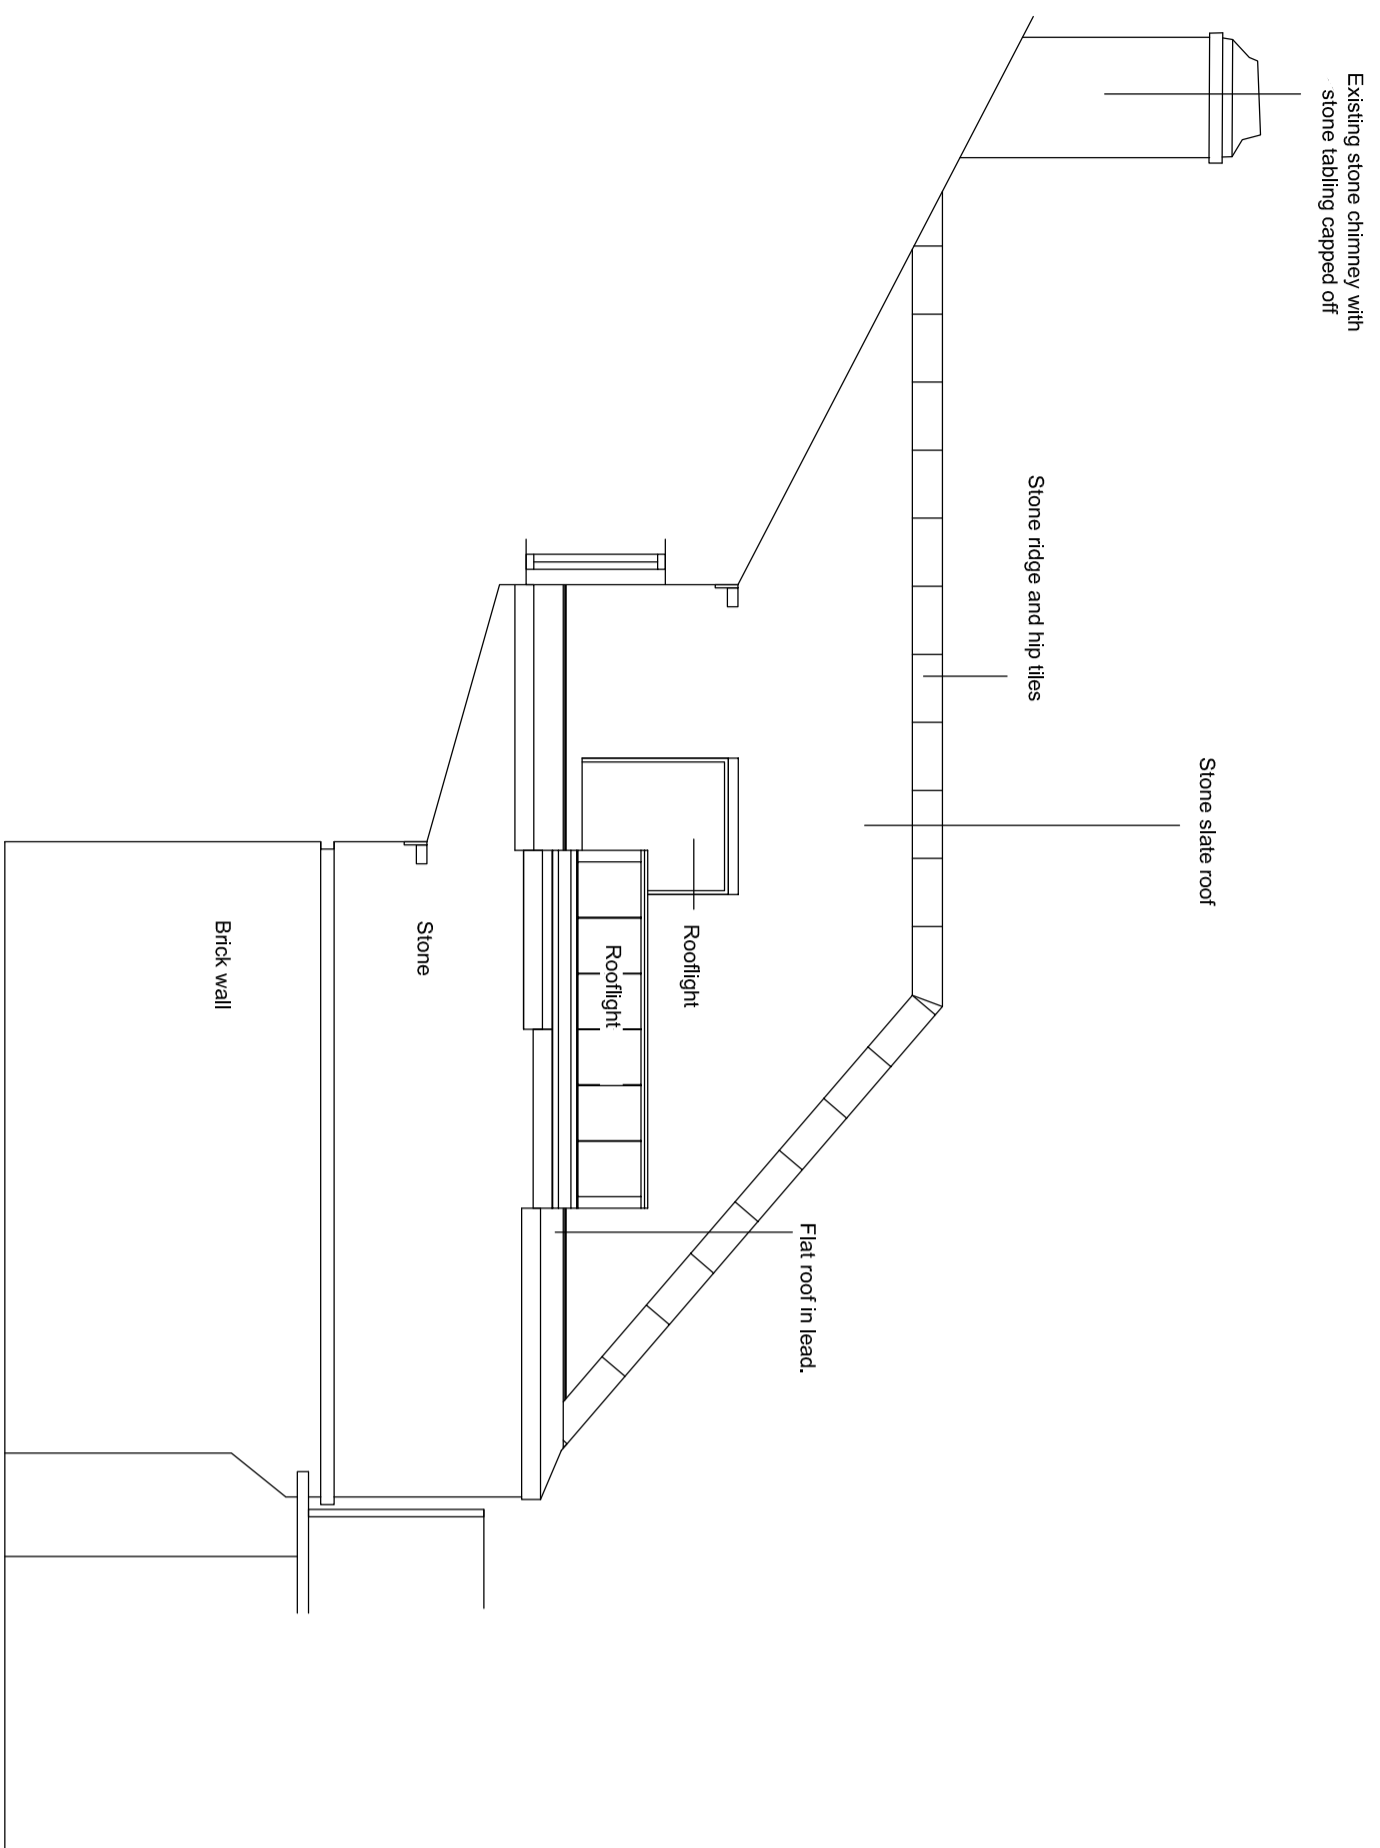 Existing stone chimney with
stone tabling capped off
Stone slate roof
Stone ridge and hip tiles
Flat roof in lead.
Rooflight
Rooflight
Stone
Brick wall